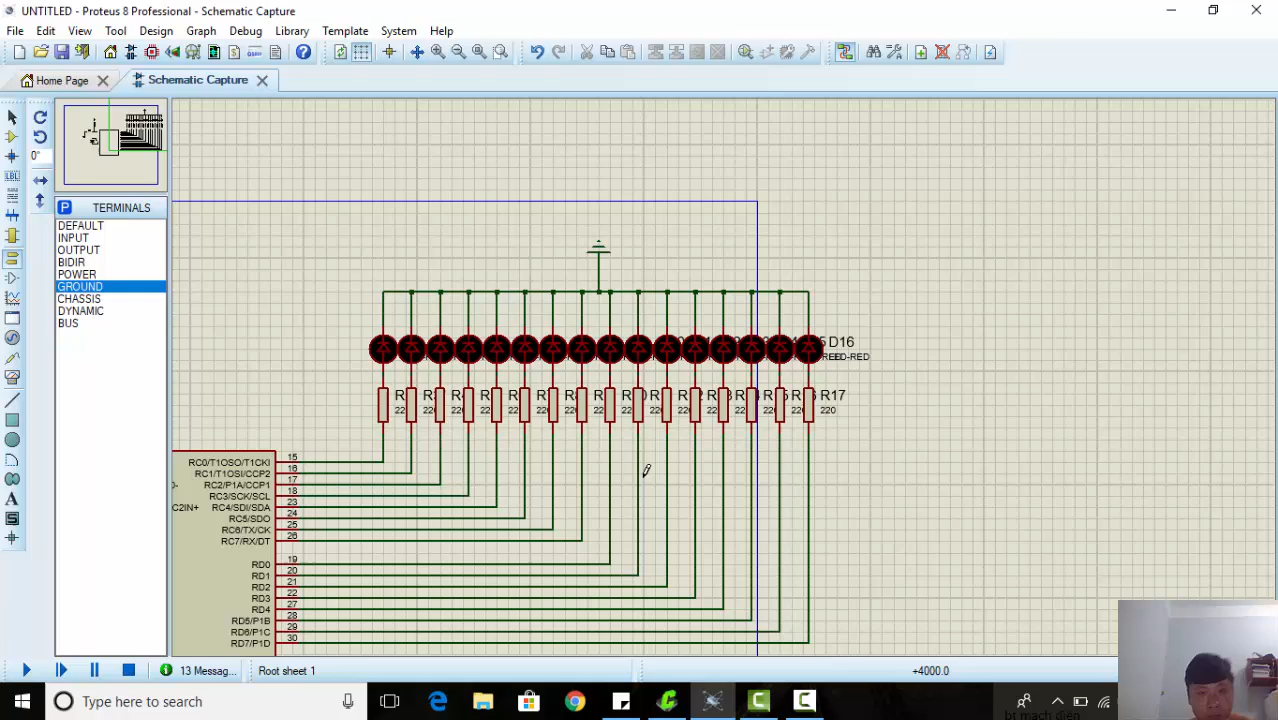 UNTITLED - Proteus 8 Professional - Schematic Capture
File Edit View Tool Design Graph Debug Library Template System Help
Home Page
Schematic Capture
0°
LBL
P TERMINALS
DEFAULT
INPUT
OUTPUT
BIDIR
POWER
GROUND
CHASSIS
DYNAMIC
BUS
D16
R17
220
RC0/T1OSO/T1CKI 15
RC1/T1OSI/CCP2 16
RC2/P1A/CCP1 17
RC3/SCK/SCL 18
RC4/SDI/SDA 23
RC5/SDO 24
RC6/TX/CK 25
RC7/RX/DT 26
C2IN+
RD0 19
RD1 20
RD2 21
RD3 22
RD4 27
RD5/P1B 28
RD6/P1C 29
RD7/P1D 30
13 Messag...
Root sheet 1
+4000.0
Type here to search
bt mach dien